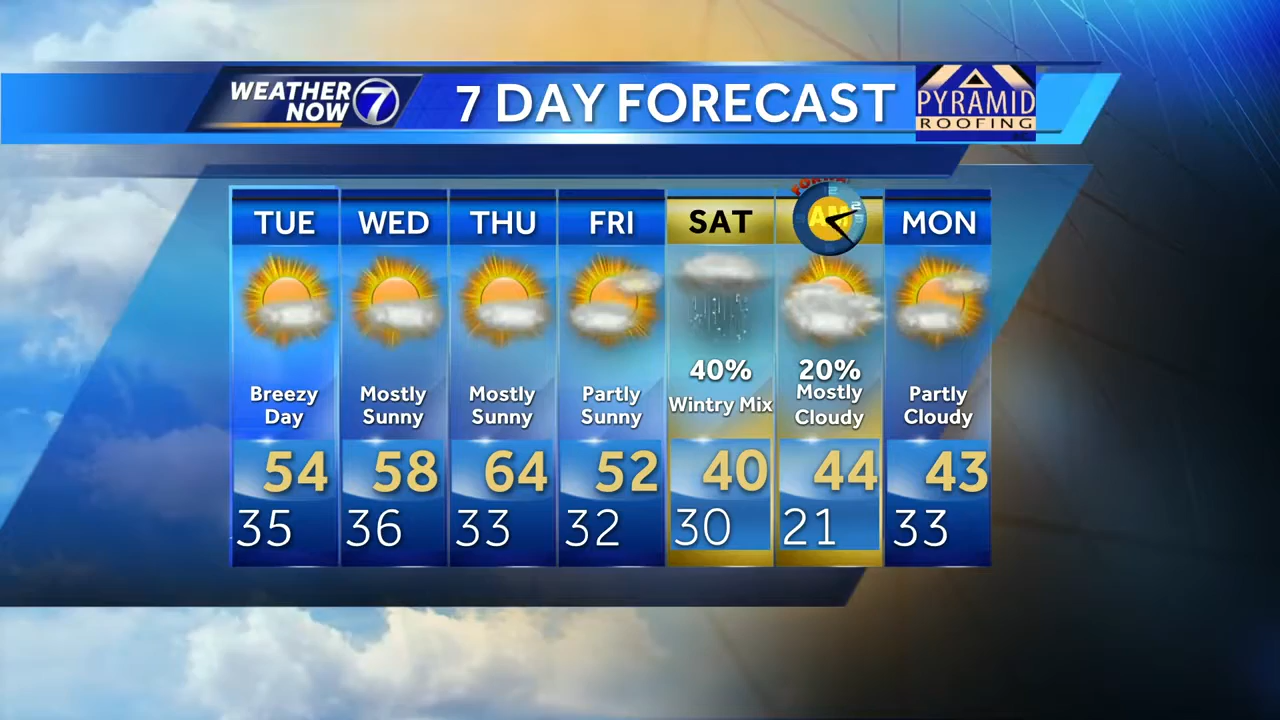 WEATHER
NOW 7
7 DAY FORECAST
PYRAMID
ROOFING
TUE
WED
THU
FRI
SAT
AM
2
MON
40%
20%
Breezy
Day
Mostly
Sunny
Mostly
Sunny
Partly
Sunny
Wintry Mix
Mostly
Cloudy
Partly
Cloudy
54
58
64
52
40
44
43
35
36
33
32
30
21
33